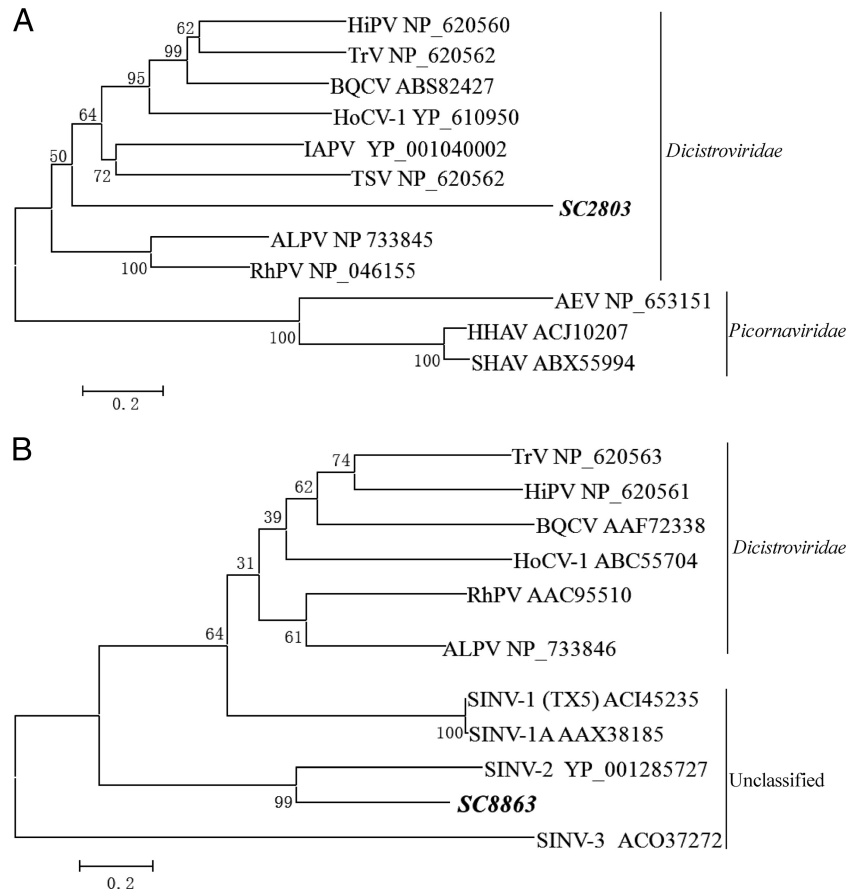 A
62
HiPV NP_620560
99
TrV NP_620562
95
BQCV ABS82427
64
HoCV-1 YP_610950
50
IAPV YP_001040002
72
TSV NP_620562
Dicistroviridae
SC2803
ALPV NP 733845
100
RhPV NP_046155
AEV NP_653151
100
HHAV ACJ10207
Picornaviridae
100
SHAV ABX55994
0.2
B
74
TrV NP_620563
62
HiPV NP_620561
39
BQCV AAF72338
Dicistroviridae
31
HoCV-1 ABC55704
RhPV AAC95510
64
61
ALPV NP_733846
SINV-1 (TX5) ACI45235
100
SINV-1A AAX38185
SINV-2 YP_001285727
Unclassified
99
SC8863
SINV-3 ACO37272
0.2